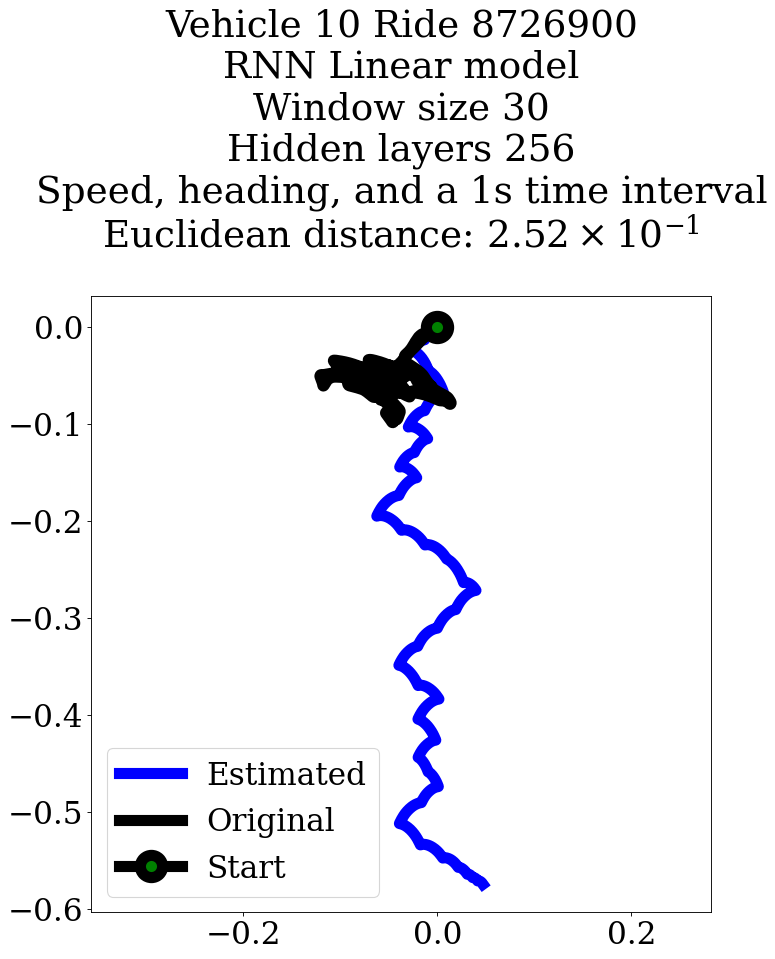 Vehicle 10 Ride 8726900
RNN Linear model
Window size 30
Hidden layers 256
Speed, heading, and a 1s time interval
Euclidean distance: 2.52 × 10⁻¹
0.0
−0.1
−0.2
−0.3
−0.4
−0.5
−0.6
Estimated
Original
Start
−0.2
0.0
0.2